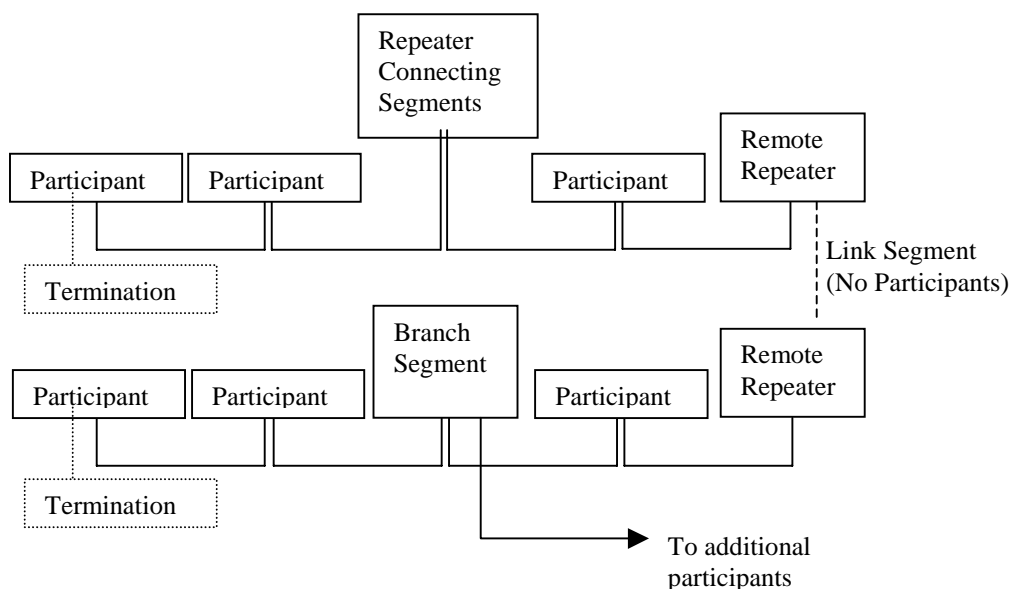 Repeater
Connecting
Segments
Remote
Repeater
Participant
Participant
Participant
Link Segment
(No Participants)
Termination
Branch
Segment
Remote
Repeater
Participant
Participant
Participant
Termination
To additional
participants